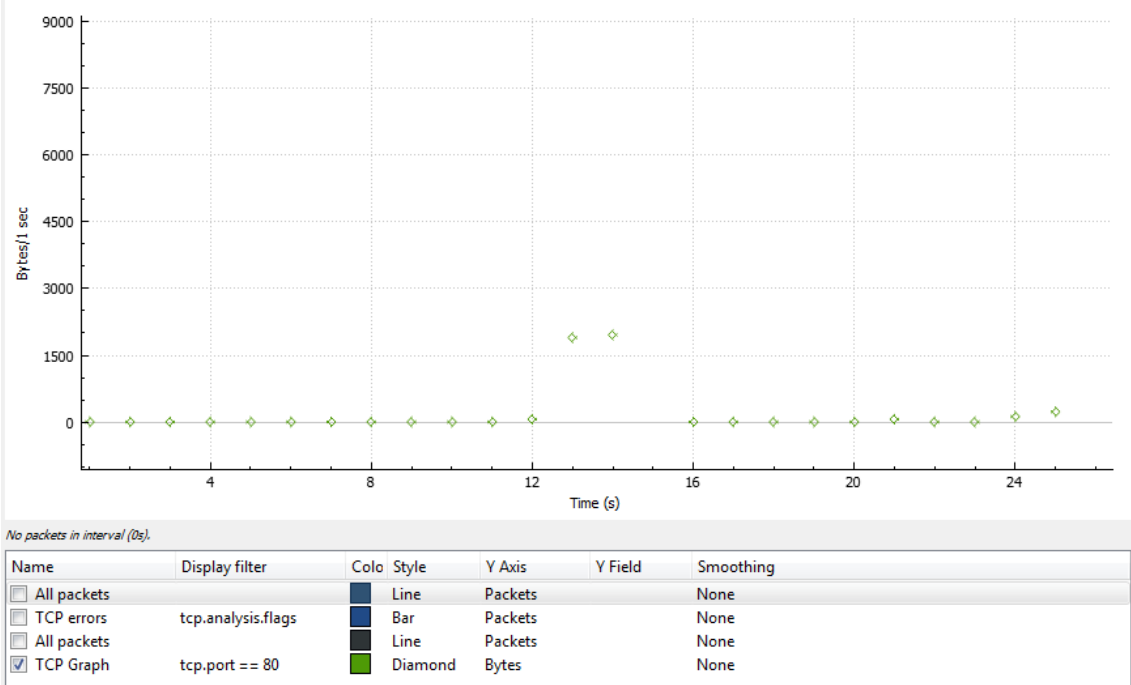 9000
7500
6000
4500
3000
1500
0
Bytes/1 sec
4 8 12 16 20 24
Time (s)
No packets in interval (0s).
Name Display filter Colo Style Y Axis Y Field Smoothing
All packets Line Packets None
TCP errors tcp.analysis.flags Bar Packets None
All packets Line Packets None
TCP Graph tcp.port == 80 Diamond Bytes None